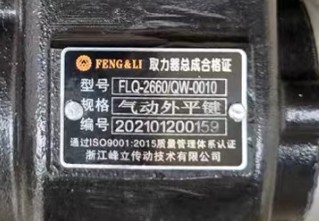 FENG&LI 取力器总成合格证
型号 FLQ-2660/QW-0010
规格 气动外平键
编号 202101200159
通过ISO9001:2015质量管理体系认证
浙江峰立传动技术有限公司